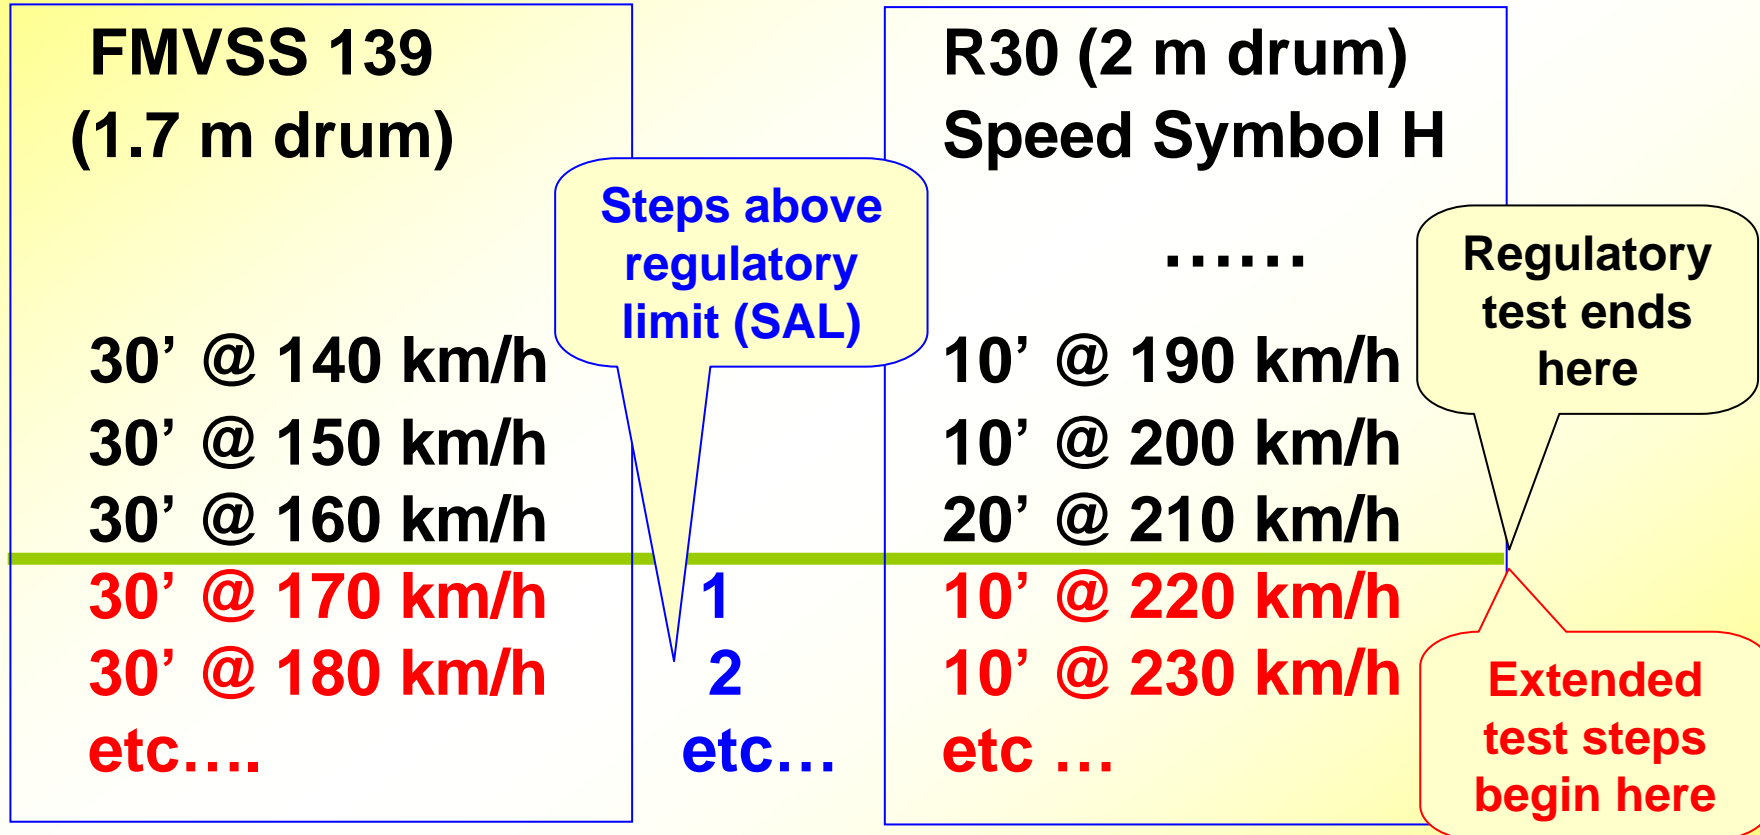 FMVSS 139
(1.7 m drum)
30’ @ 140 km/h
30’ @ 150 km/h
30’ @ 160 km/h
30’ @ 170 km/h
30’ @ 180 km/h
etc….
Steps above
regulatory
limit (SAL)
1
2
etc…
R30 (2 m drum)
Speed Symbol H
……
10’ @ 190 km/h
10’ @ 200 km/h
20’ @ 210 km/h
10’ @ 220 km/h
10’ @ 230 km/h
etc …
Regulatory
test ends
here
Extended
test steps
begin here